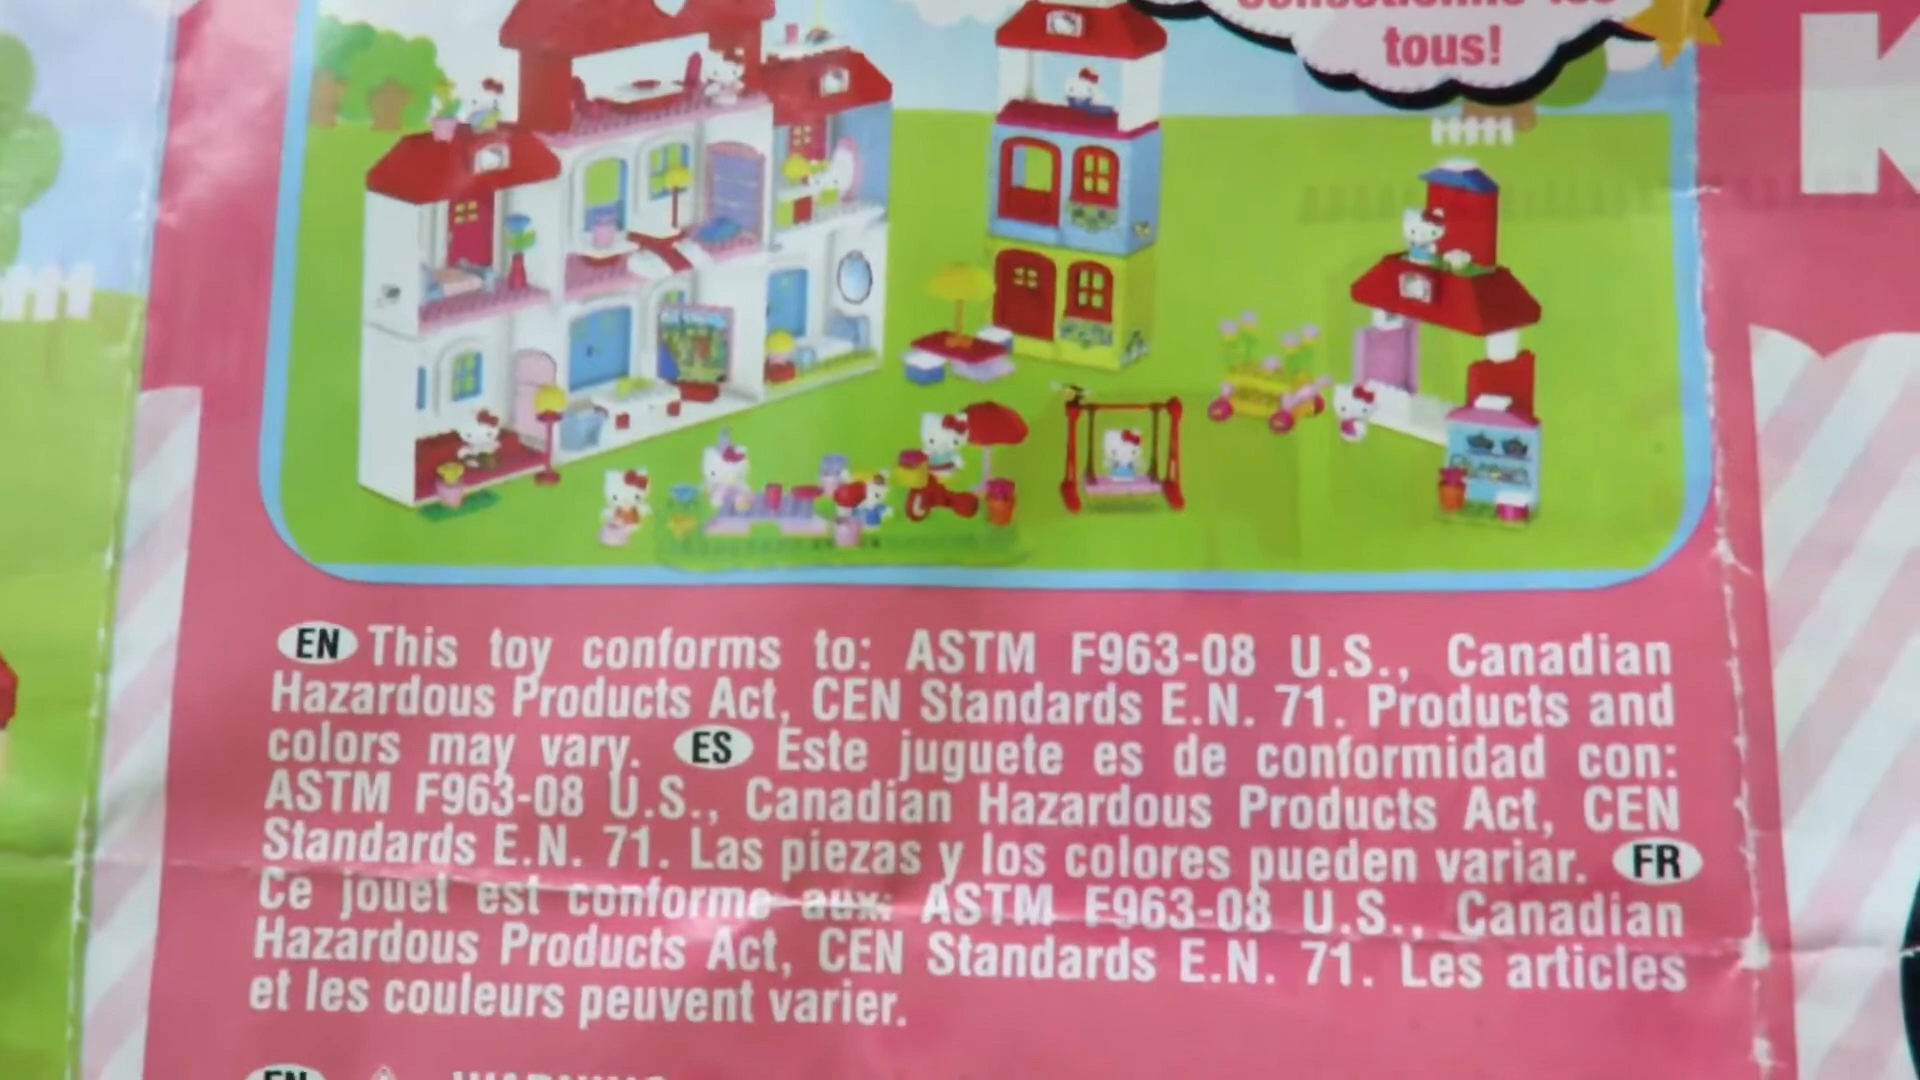 tous!
K
EN This toy conforms to: ASTM F963-08 U.S., Canadian
Hazardous Products Act, CEN Standards E.N. 71. Products and
colors may vary. ES Este juguete es de conformidad con:
ASTM F963-08 U.S., Canadian Hazardous Products Act, CEN
Standards E.N. 71. Las piezas y los colores pueden variar. FR
Ce jouet est conforme aux: ASTM F963-08 U.S., Canadian
Hazardous Products Act, CEN Standards E.N. 71. Les articles
et les couleurs peuvent varier.
EN WARNING